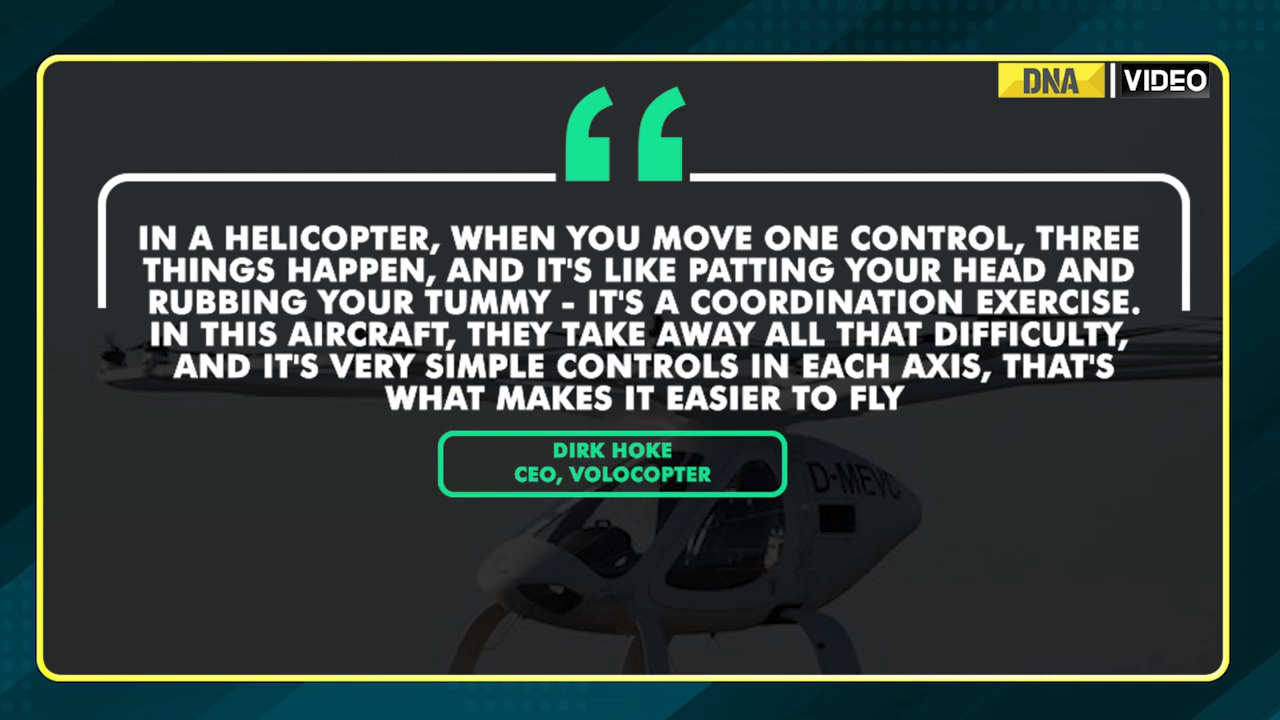 DNA VIDEO
IN A HELICOPTER, WHEN YOU MOVE ONE CONTROL, THREE
THINGS HAPPEN, AND IT'S LIKE PATTING YOUR HEAD AND
RUBBING YOUR TUMMY - IT'S A COORDINATION EXERCISE.
IN THIS AIRCRAFT, THEY TAKE AWAY ALL THAT DIFFICULTY,
AND IT'S VERY SIMPLE CONTROLS IN EACH AXIS, THAT'S
WHAT MAKES IT EASIER TO FLY
DIRK HOKE
CEO, VOLOCOPTER
D-MEVC